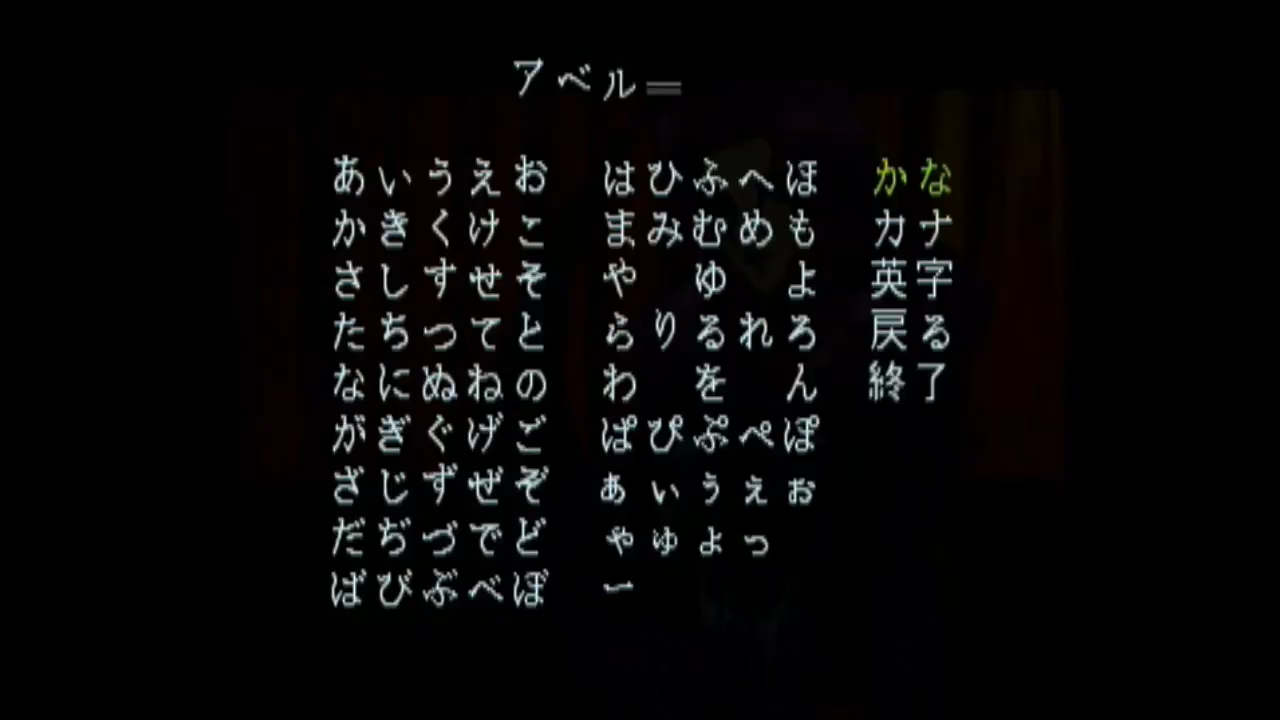 アベル
あいうえお はひふへほ かな
かきくけこ まみむめも カナ
さしすせそ や ゆ よ 英字
たちつてと らりるれろ 戻る
なにぬねの わ を ん 終了
がぎぐげご ぱぴぷぺぽ
ざじずぜぞ ぁぃぅぇぉ
だぢづでど ゃゅょっ
ばびぶべぼ ー